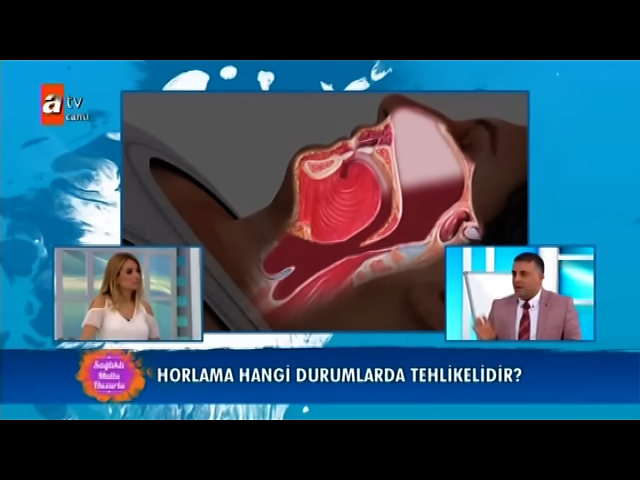 atv
canlı
Sağlıklı
Mutlu
Huzurlu
HORLAMA HANGİ DURUMLARDA TEHLİKELİDİR?